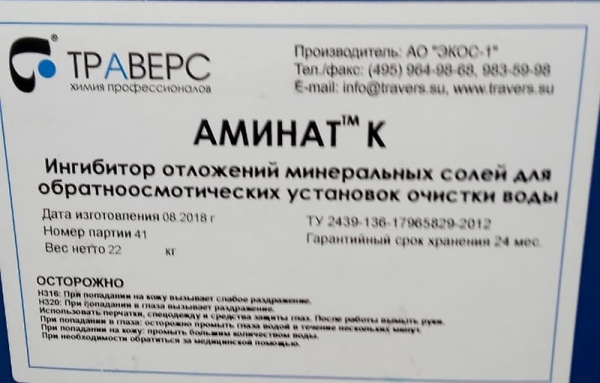 ТРАВЕРС
ХИМИЯ ПРОФЕССИОНАЛОВ
Производитель: АО "ЭКОС-1"
Тел./факс: (495) 964-98-68, 983-59-98
E-mail: info@travers.su, www.travers.su
АМИНАТ™ К
Ингибитор отложений минеральных солей для
обратноосмотических установок очистки воды
Дата изготовления 08.2018 г
Номер партии 41
Вес нетто 22 кг
ТУ 2439-136-17965829-2012
Гарантийный срок хранения 24 мес.
ОСТОРОЖНО
H316: При попадании на кожу вызывает слабое раздражение.
H320: При попадании в глаза вызывает раздражение.
Использовать перчатки, спецодежду и средства защиты глаз. После работы вымыть руки.
При попадании в глаза: осторожно промыть глаза водой в течение нескольких минут.
При попадании на кожу: промыть большим количеством воды.
При необходимости обратиться за медицинской помощью.